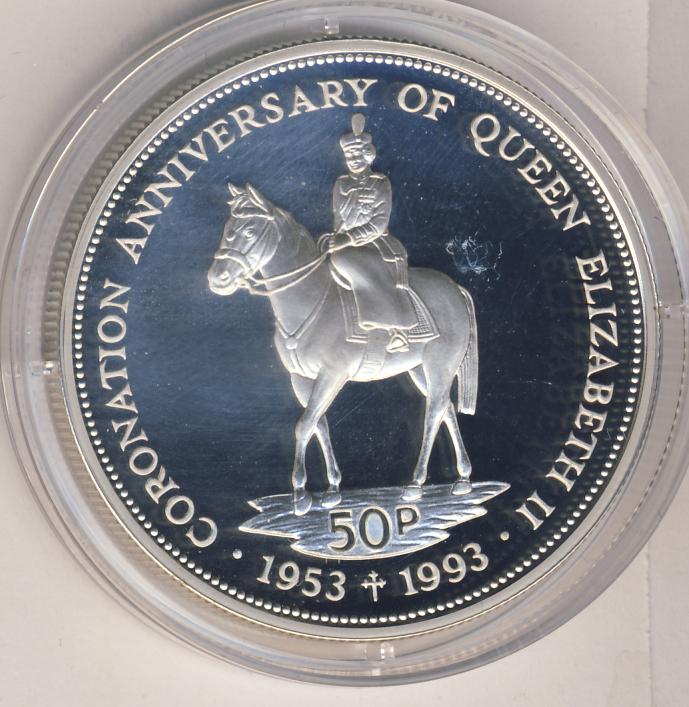 CORONATION ANNIVERSARY OF QUEEN ELIZABETH II
50P
· 1953 ✝ 1993 ·